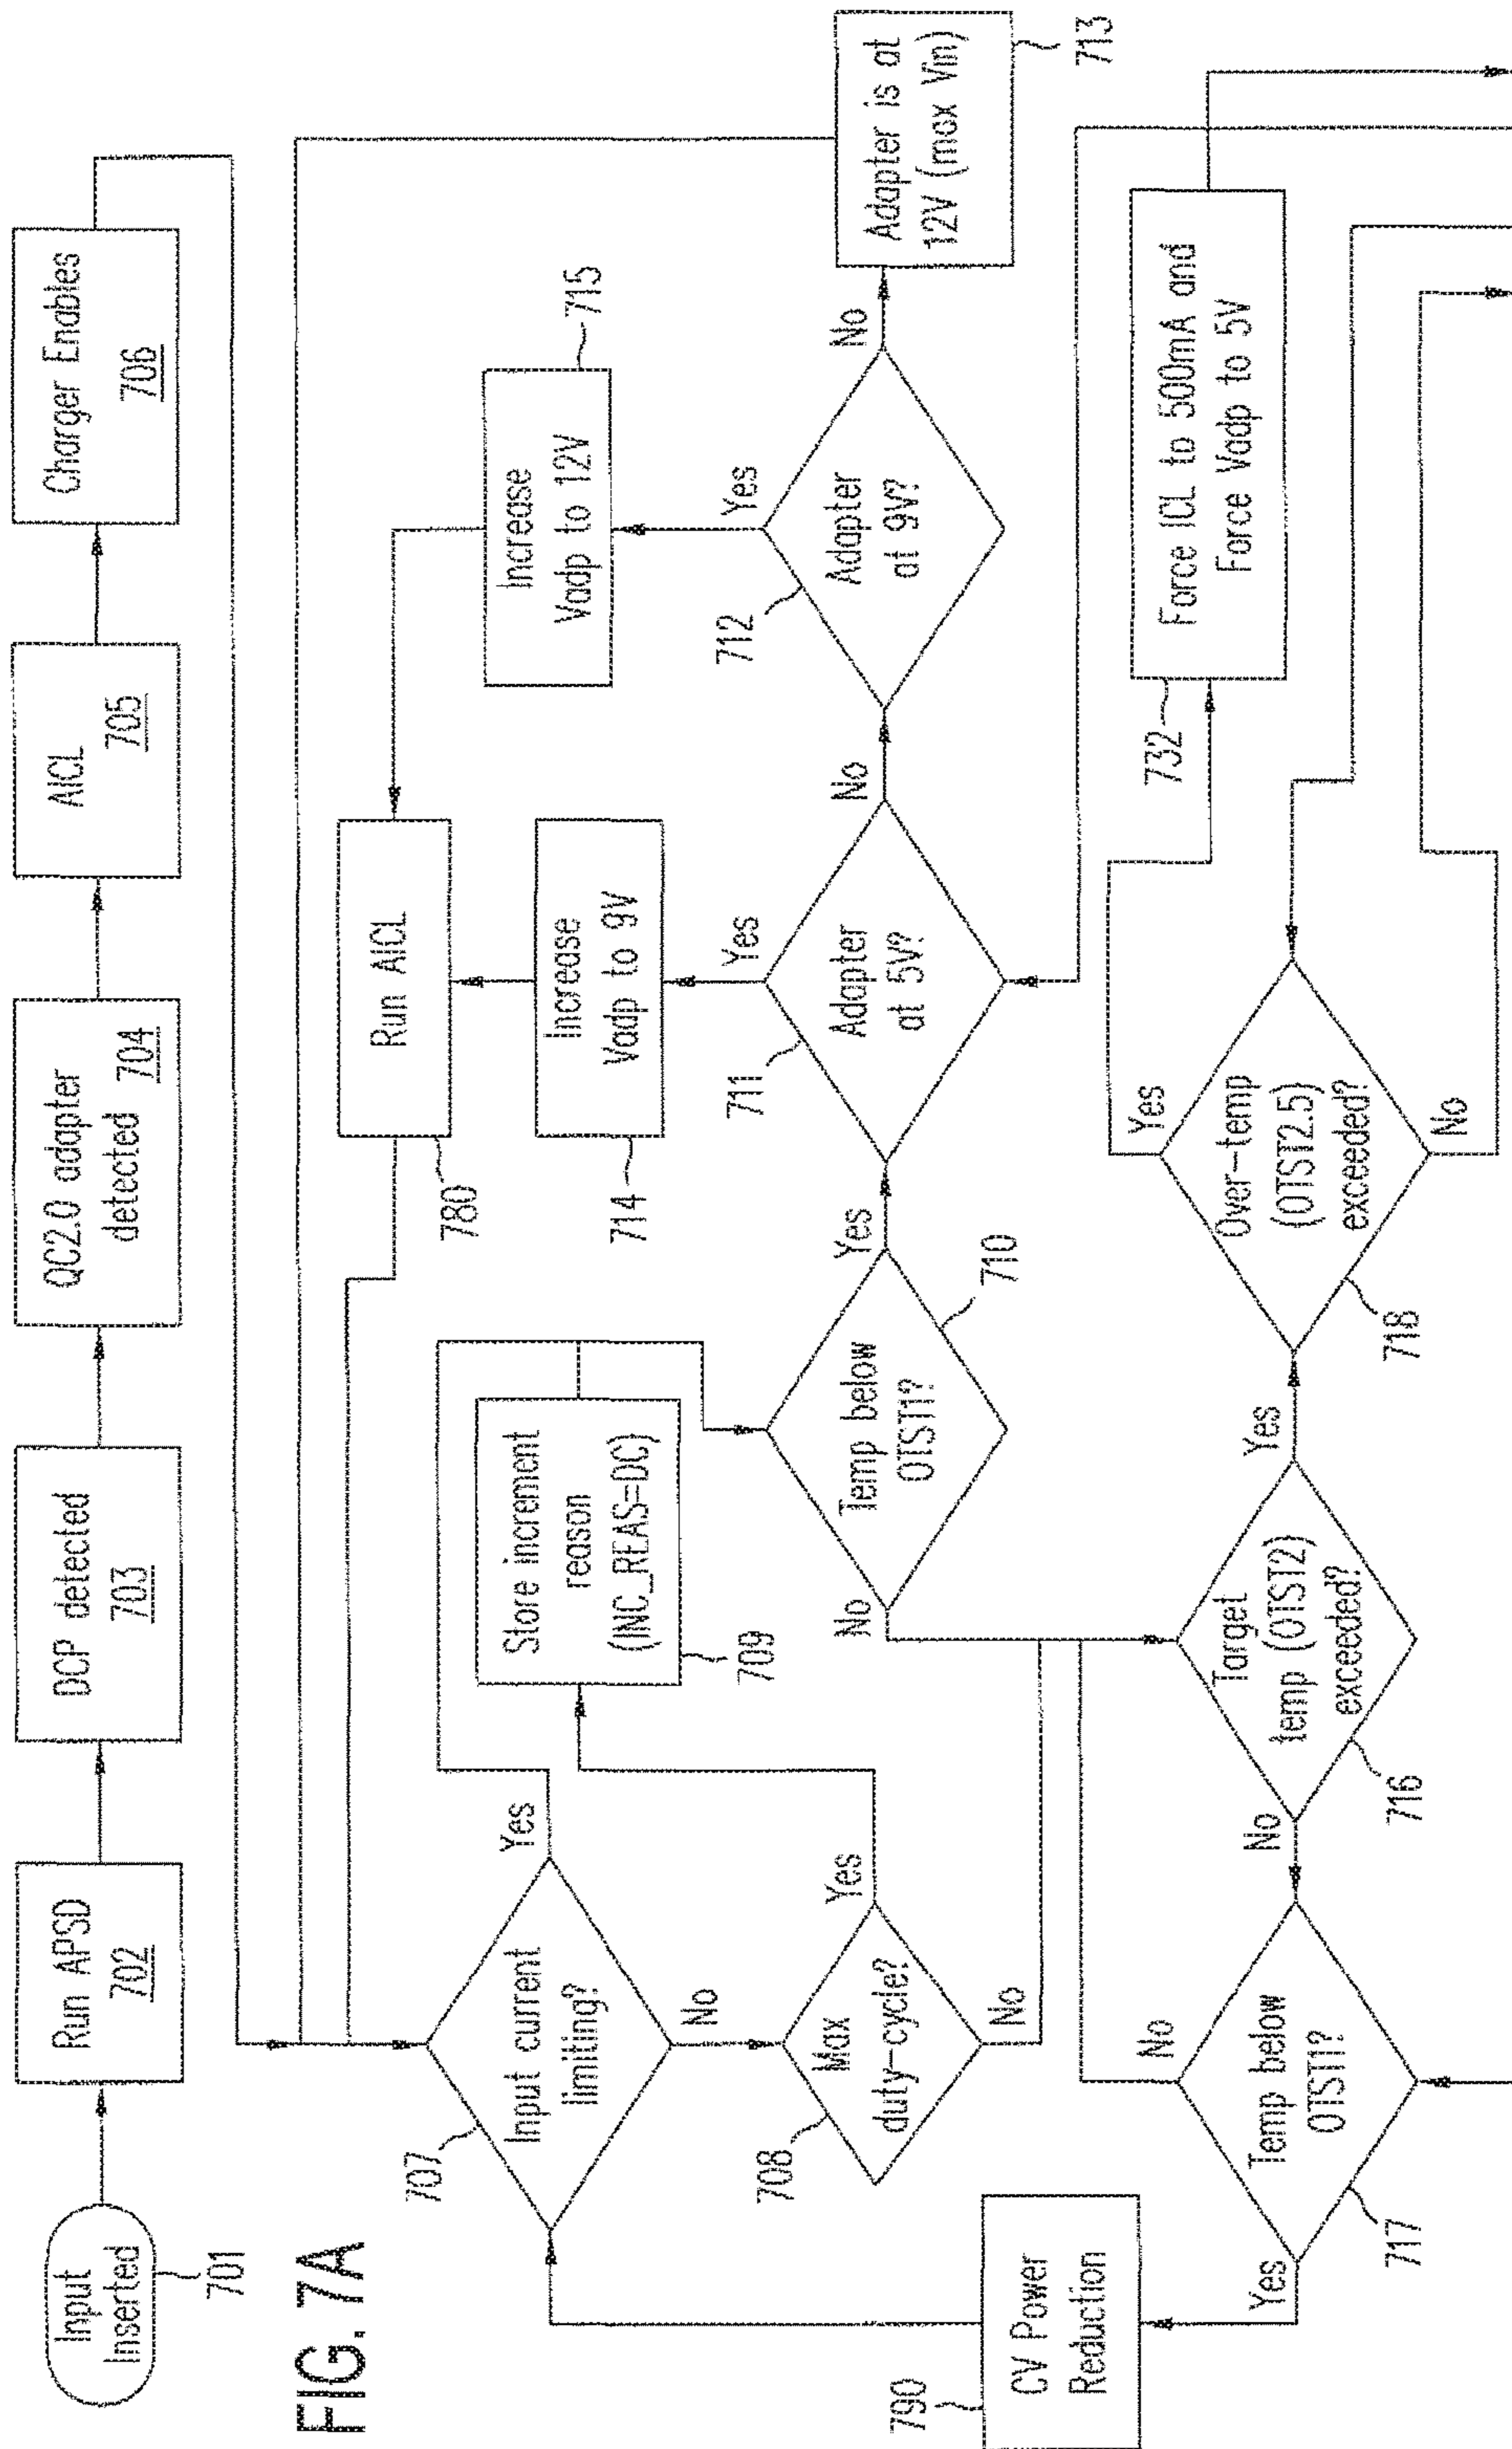 Input
Inserted
701
Run APSD
702
DCP detected
703
QC2.0 adapter
detected 704
AICL
705
Charger Enables
706
FIG. 7A
Input current
limiting?
707
Yes
No
Max
duty-cycle?
708
Yes
No
Store increment
reason
(INC_REAS=DC)
709
Temp below
OTST1?
710
Yes
No
Run AICL
780
Increase
Vadp to 9V
714
Yes
Adapter
at 5V?
711
No
Increase
Vadp to 12V
715
Yes
Adapter
at 9V?
712
No
Adapter is at
12V (max Vin)
713
CV Power
Reduction
790
Yes
Temp below
OTST1?
717
No
No
Target
temp (OTST2)
exceeded?
716
Yes
Over-temp
(OTST2.5)
exceeded?
718
Yes
No
Force ICL to 500mA and
Force Vadp to 5V
732